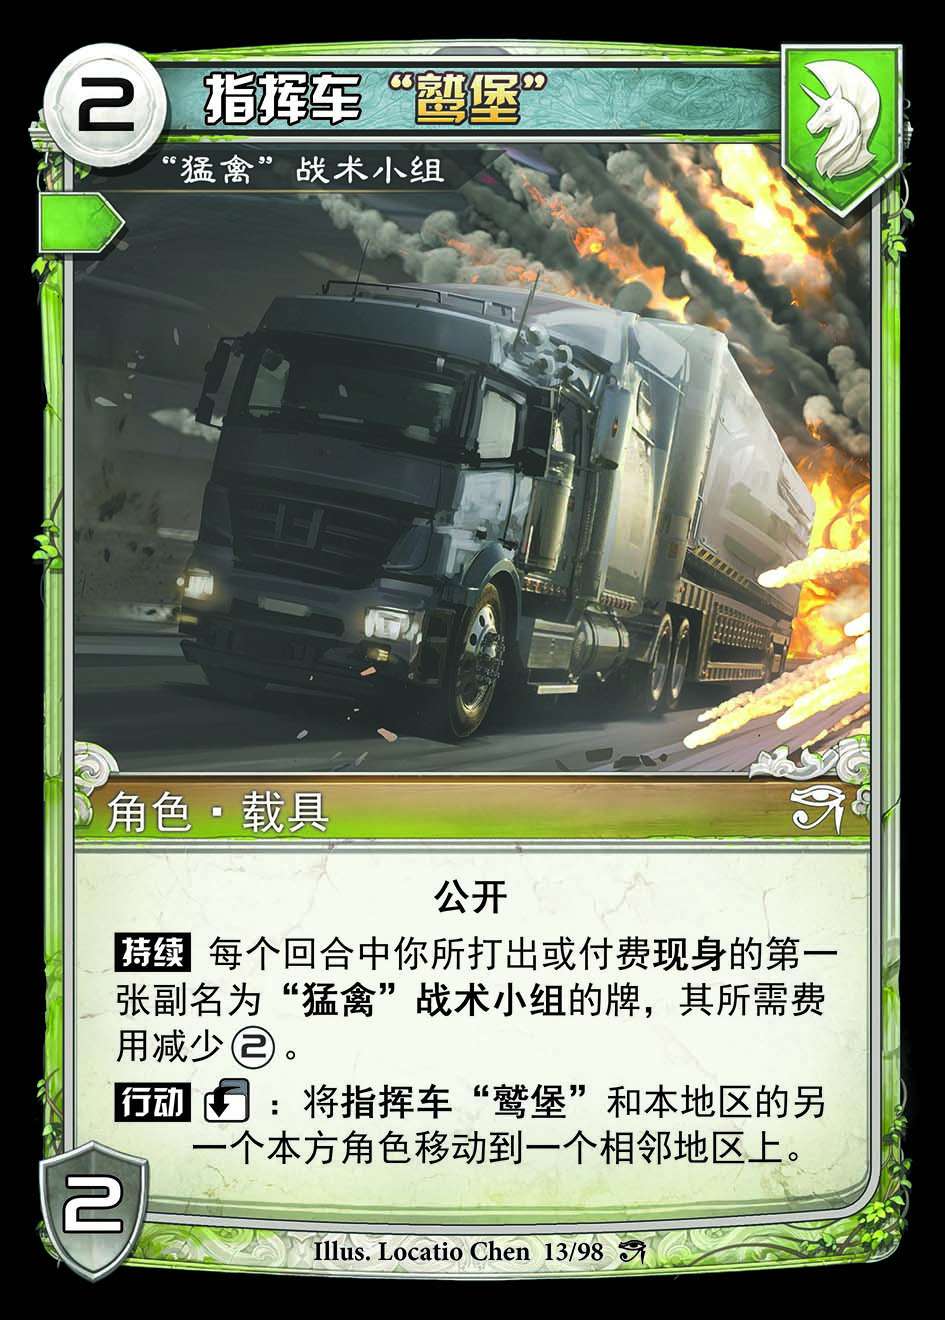 2
指挥车“鹫堡”
“猛禽”战术小组
角色·载具
公开
持续 每个回合中你所打出或付费现身的第一
张副名为“猛禽”战术小组的牌，其所需费
用减少②。
行动 ：将指挥车“鹫堡”和本地区的另
一个本方角色移动到一个相邻地区上。
2
Illus. Locatio Chen 13/98